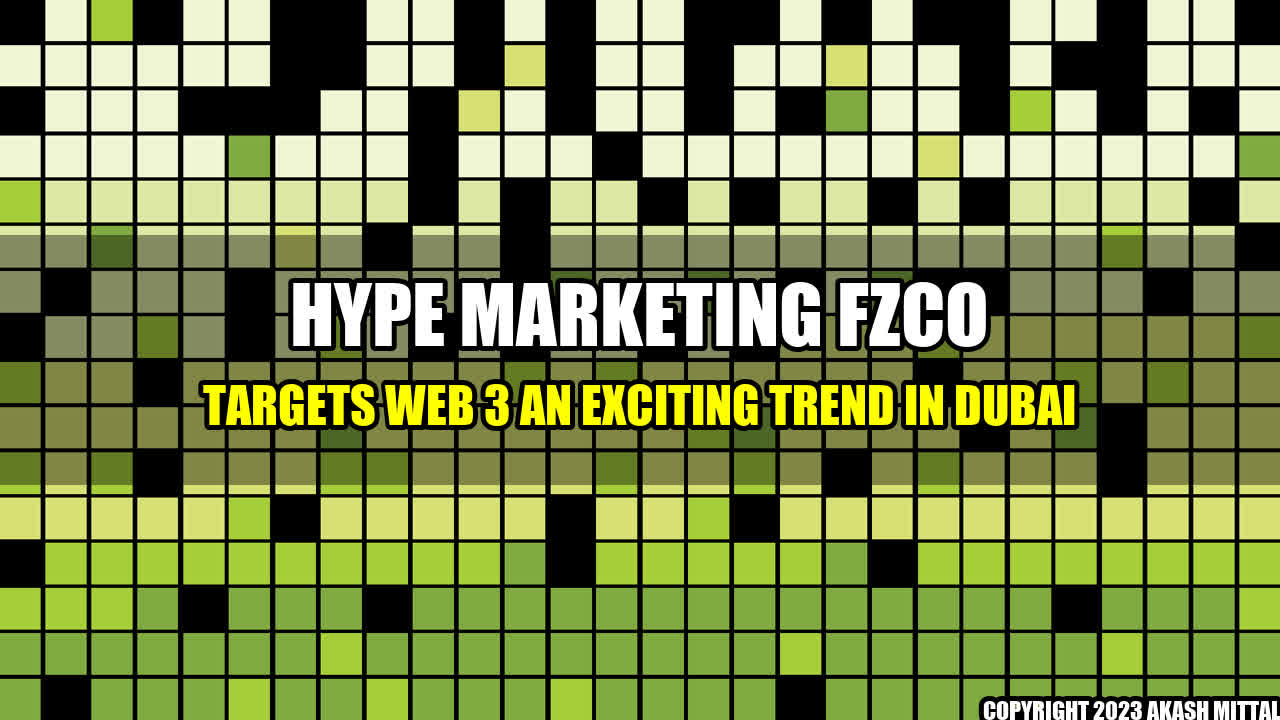 HYPE MARKETING FZCO
TARGETS WEB 3 AN EXCITING TREND IN DUBAI
COPYRIGHT 2023 AKASH MITTAL